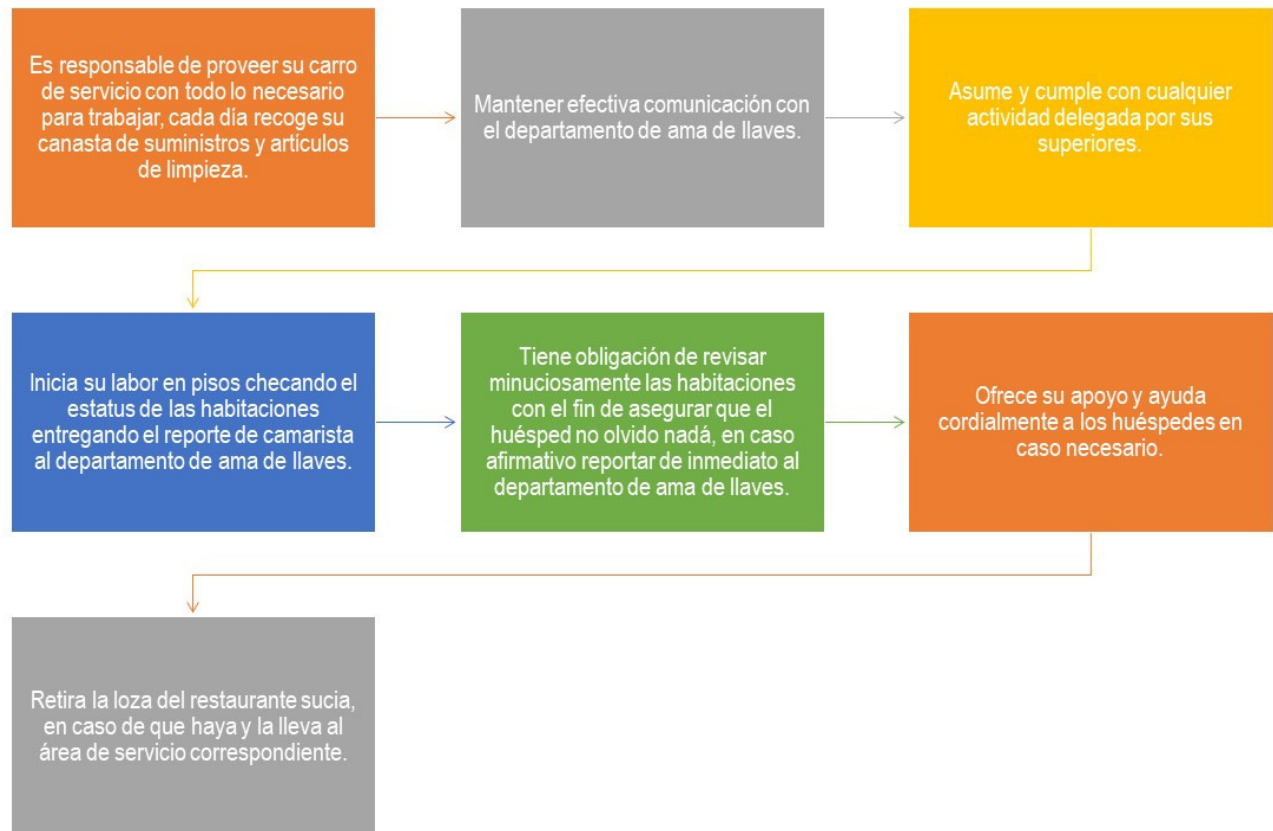 Es responsable de proveer su carro
de servicio con todo lo necesario
para trabajar, cada día recoge su
canasta de suministros y artículos
de limpieza.
Mantener efectiva comunicación con
el departamento de ama de llaves.
Asume y cumple con cualquier
actividad delegada por sus
superiores.
Inicia su labor en pisos checando el
estatus de las habitaciones
entregando el reporte de camarista
al departamento de ama de llaves.
Tiene obligación de revisar
minuciosamente las habitaciones
con el fin de asegurar que el
huésped no olvido nadá, en caso
afirmativo reportar de inmediato al
departamento de ama de llaves.
Ofrece su apoyo y ayuda
cordialmente a los huéspedes en
caso necesario.
Retira la loza del restaurante sucia,
en caso de que haya y la lleva al
área de servicio correspondiente.